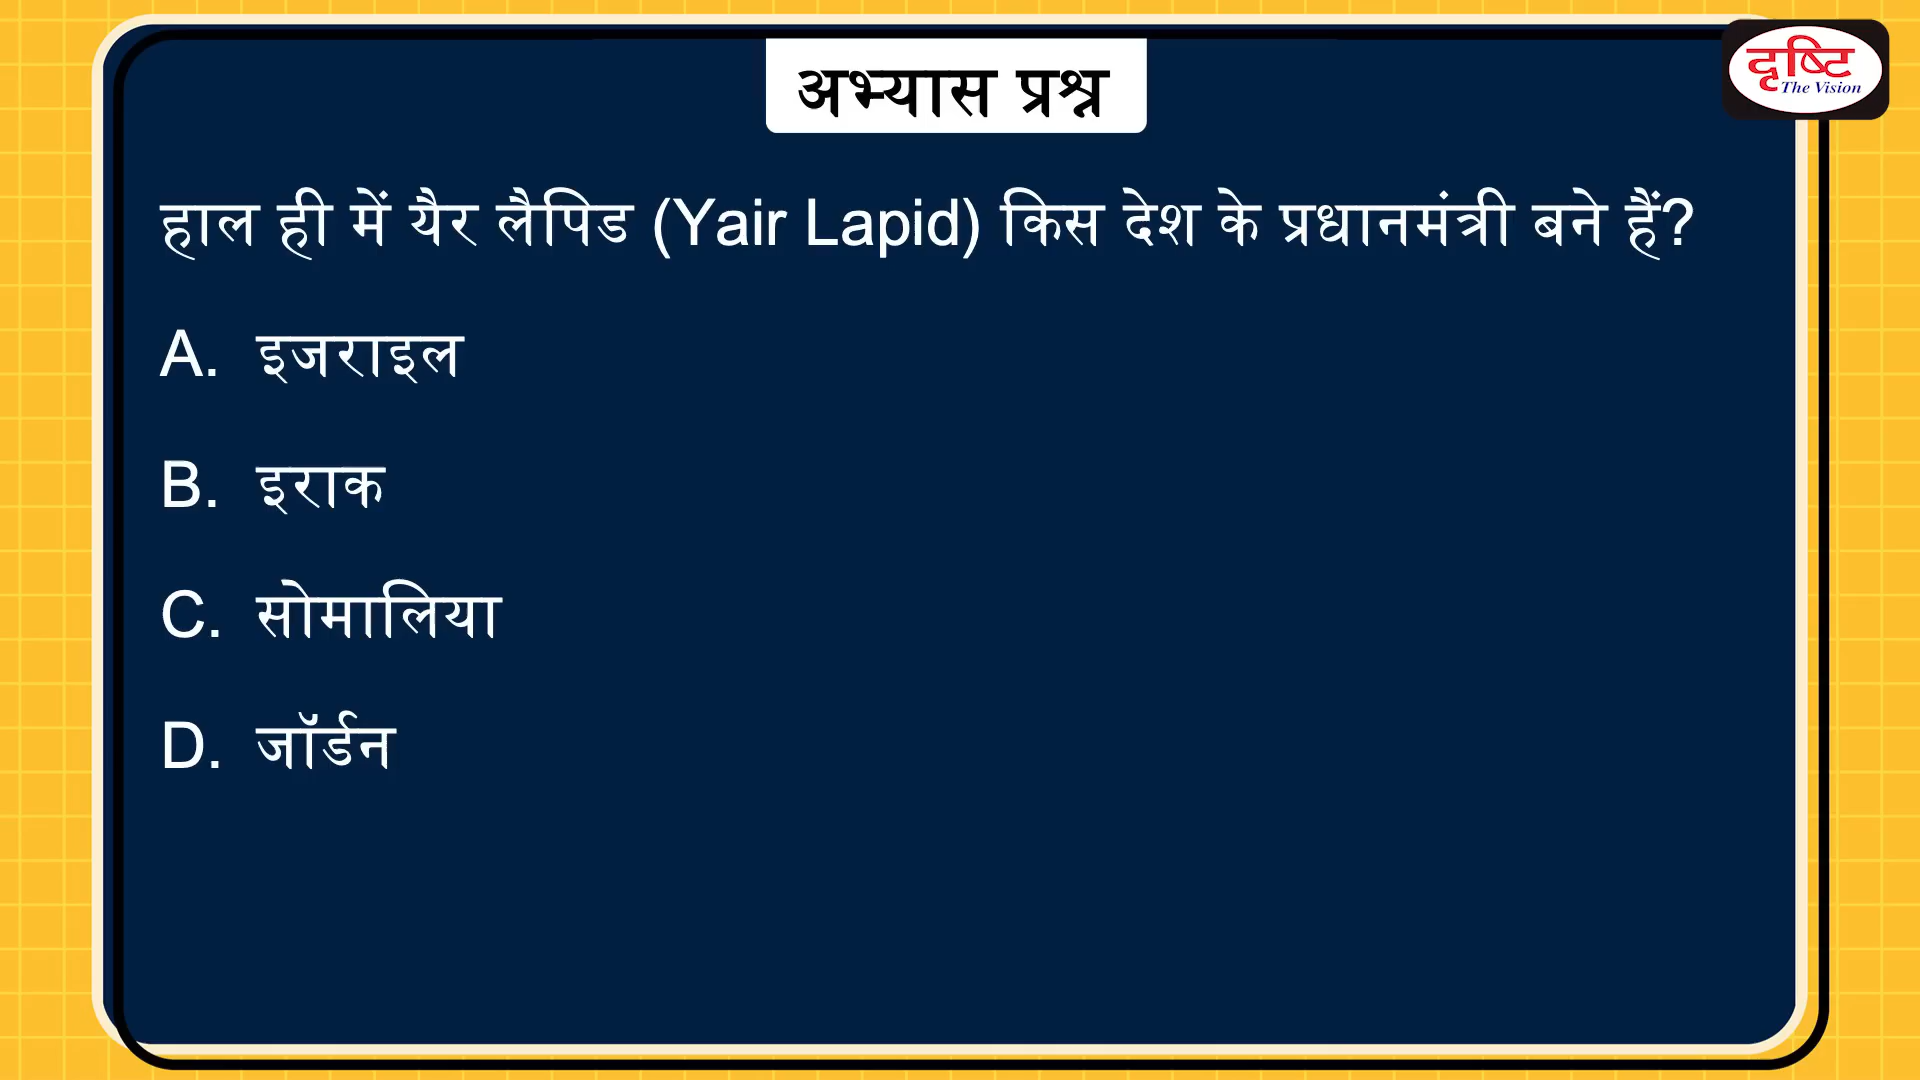 अभ्यास प्रश्न
दृष्टि
The Vision
हाल ही में यैर लैपिड (Yair Lapid) किस देश के प्रधानमंत्री बने हैं?
A. इजराइल
B. इराक
C. सोमालिया
D. जॉर्डन